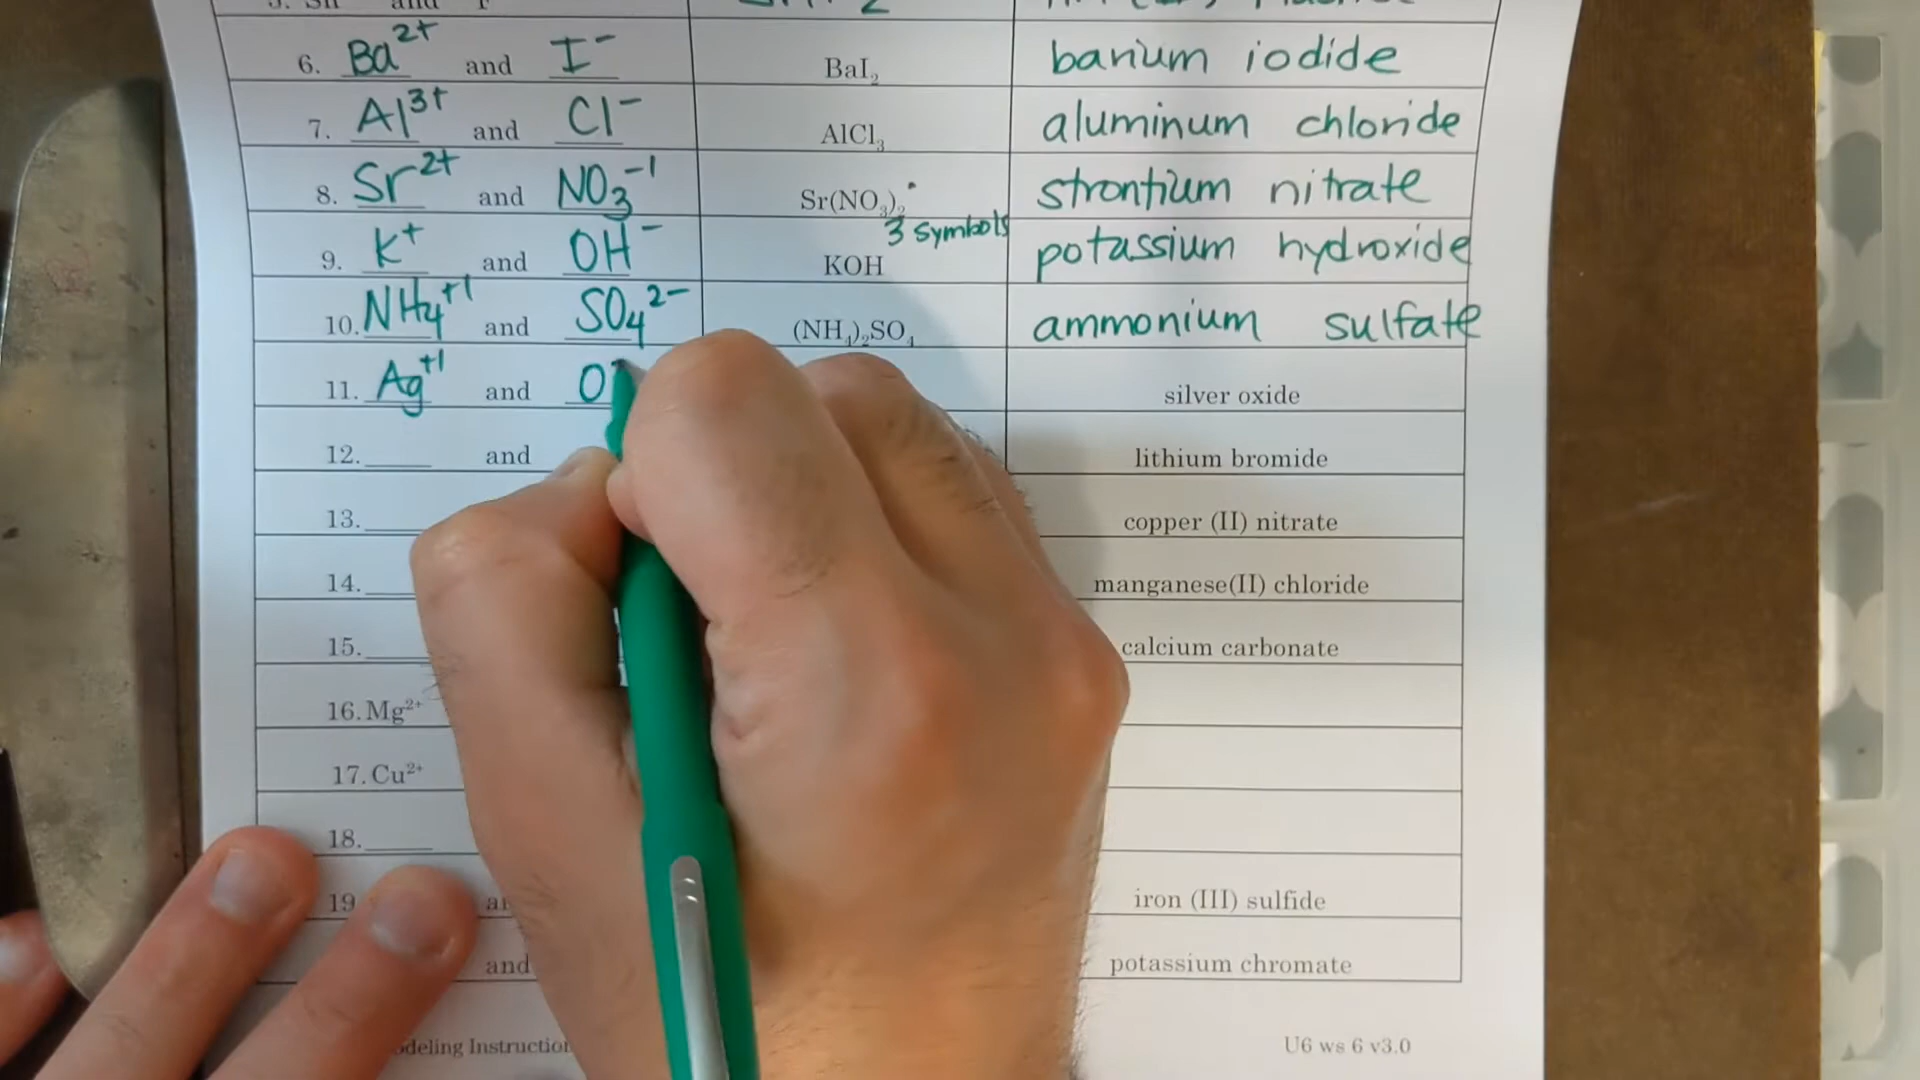 6. Ba²⁺ and I⁻ BaI₂ barium iodide
7. Al³⁺ and Cl⁻ AlCl₃ aluminum chloride
8. Sr²⁺ and NO₃⁻¹ Sr(NO₃)₂ strontium nitrate
3 symbols
9. K⁺ and OH⁻ KOH potassium hydroxide
10. NH₄⁺¹ and SO₄²⁻ (NH₄)₂SO₄ ammonium sulfate
11. Ag⁺¹ and O silver oxide
12. and lithium bromide
13. copper (II) nitrate
14. manganese(II) chloride
15. calcium carbonate
16. Mg²⁺
17. Cu²⁺
18.
19 iron (III) sulfide
and potassium chromate
U6 ws 6 v3.0